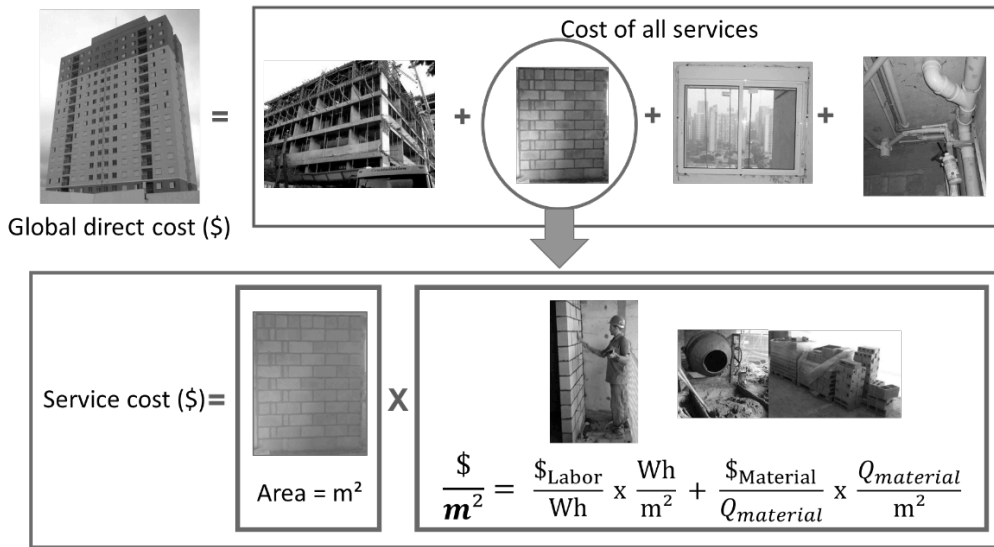 Cost of all services
= + + +
Global direct cost ($)
Service cost ($)= X
Area = m²
$/m² = $Labor/Wh x Wh/m² + $Material/Qmaterial x Qmaterial/m²